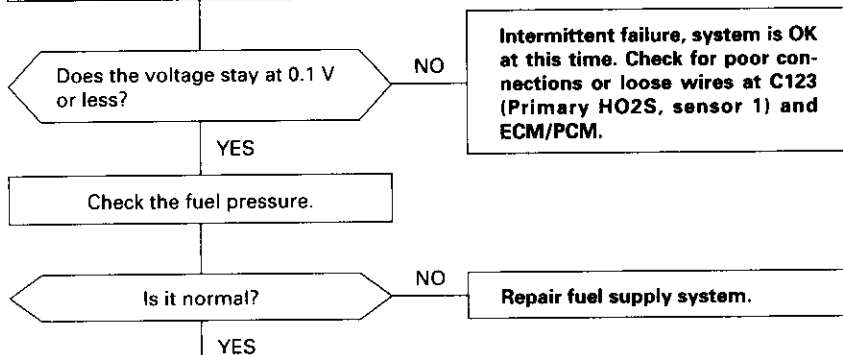 Does the voltage stay at 0.1 V
or less?
NO
Intermittent failure, system is OK
at this time. Check for poor con-
nections or loose wires at C123
(Primary HO2S, sensor 1) and
ECM/PCM.
YES
Check the fuel pressure.
Is it normal?
NO
Repair fuel supply system.
YES